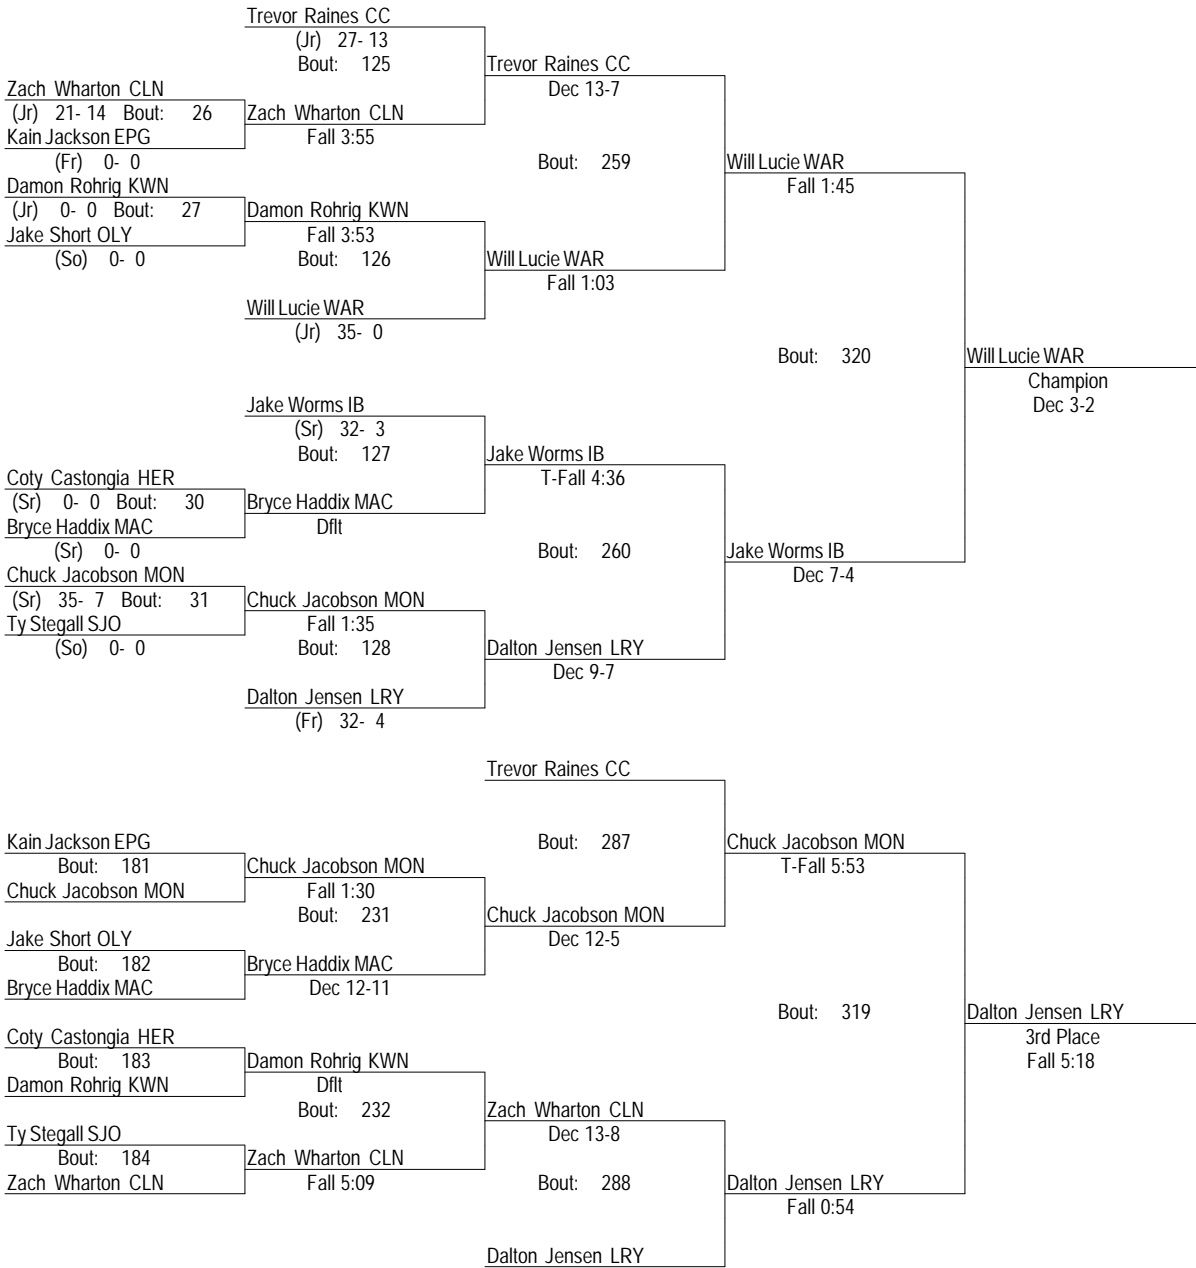 Trevor Raines CC
(Jr) 27- 13
Bout: 125
Trevor Raines CC
Dec 13-7
Zach Wharton CLN
(Jr) 21- 14 Bout: 26
Zach Wharton CLN
Kain Jackson EPG
Fall 3:55
(Fr) 0- 0
Bout: 259
Will Lucie WAR
Fall 1:45
Damon Rohrig KWN
(Jr) 0- 0 Bout: 27
Damon Rohrig KWN
Jake Short OLY
Fall 3:53
(So) 0- 0
Bout: 126
Will Lucie WAR
Fall 1:03
Will Lucie WAR
(Jr) 35- 0
Bout: 320
Will Lucie WAR
Champion
Dec 3-2
Jake Worms IB
(Sr) 32- 3
Bout: 127
Jake Worms IB
T-Fall 4:36
Coty Castongia HER
(Sr) 0- 0 Bout: 30
Bryce Haddix MAC
Bryce Haddix MAC
Dflt
(Sr) 0- 0
Bout: 260
Jake Worms IB
Dec 7-4
Chuck Jacobson MON
(Sr) 35- 7 Bout: 31
Chuck Jacobson MON
Ty Stegall SJO
Fall 1:35
(So) 0- 0
Bout: 128
Dalton Jensen LRY
Dec 9-7
Dalton Jensen LRY
(Fr) 32- 4
Trevor Raines CC
Kain Jackson EPG
Bout: 287
Chuck Jacobson MON
Bout: 181
Chuck Jacobson MON
T-Fall 5:53
Chuck Jacobson MON
Fall 1:30
Bout: 231
Chuck Jacobson MON
Dec 12-5
Jake Short OLY
Bout: 182
Bryce Haddix MAC
Bryce Haddix MAC
Dec 12-11
Bout: 319
Dalton Jensen LRY
3rd Place
Fall 5:18
Coty Castongia HER
Bout: 183
Damon Rohrig KWN
Damon Rohrig KWN
Dflt
Bout: 232
Zach Wharton CLN
Dec 13-8
Ty Stegall SJO
Bout: 184
Zach Wharton CLN
Zach Wharton CLN
Fall 5:09
Bout: 288
Dalton Jensen LRY
Fall 0:54
Dalton Jensen LRY